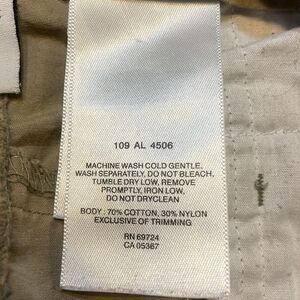 109 AL 4506
MACHINE WASH COLD GENTLE,
WASH SEPARATELY, DO NOT BLEACH,
TUMBLE DRY LOW, REMOVE
PROMPTLY, IRON LOW,
DO NOT DRYCLEAN
BODY : 70% COTTON, 30% NYLON
EXCLUSIVE OF TRIMMING
RN 69724
CA 05367